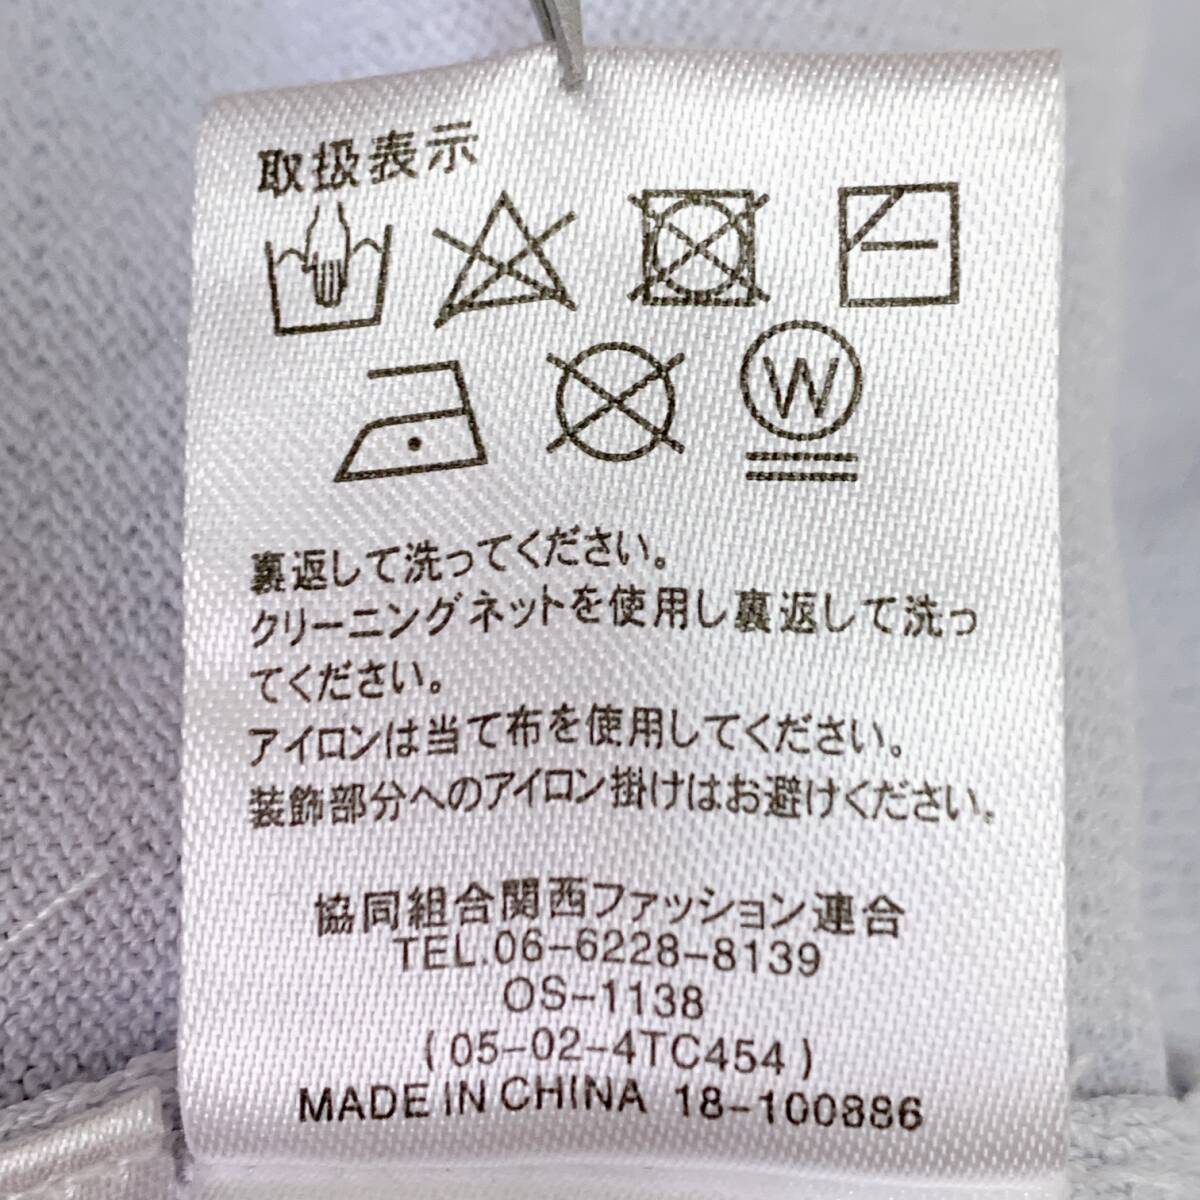 取扱表示
W
裏返して洗ってください。
クリーニングネットを使用し裏返して洗っ
てください。
アイロンは当て布を使用してください。
装飾部分へのアイロン掛けはお避けください。
協同組合関西ファッション連合
TEL.06-6228-8139
OS-1138
(05-02-4TC454)
MADE IN CHINA 18-100886